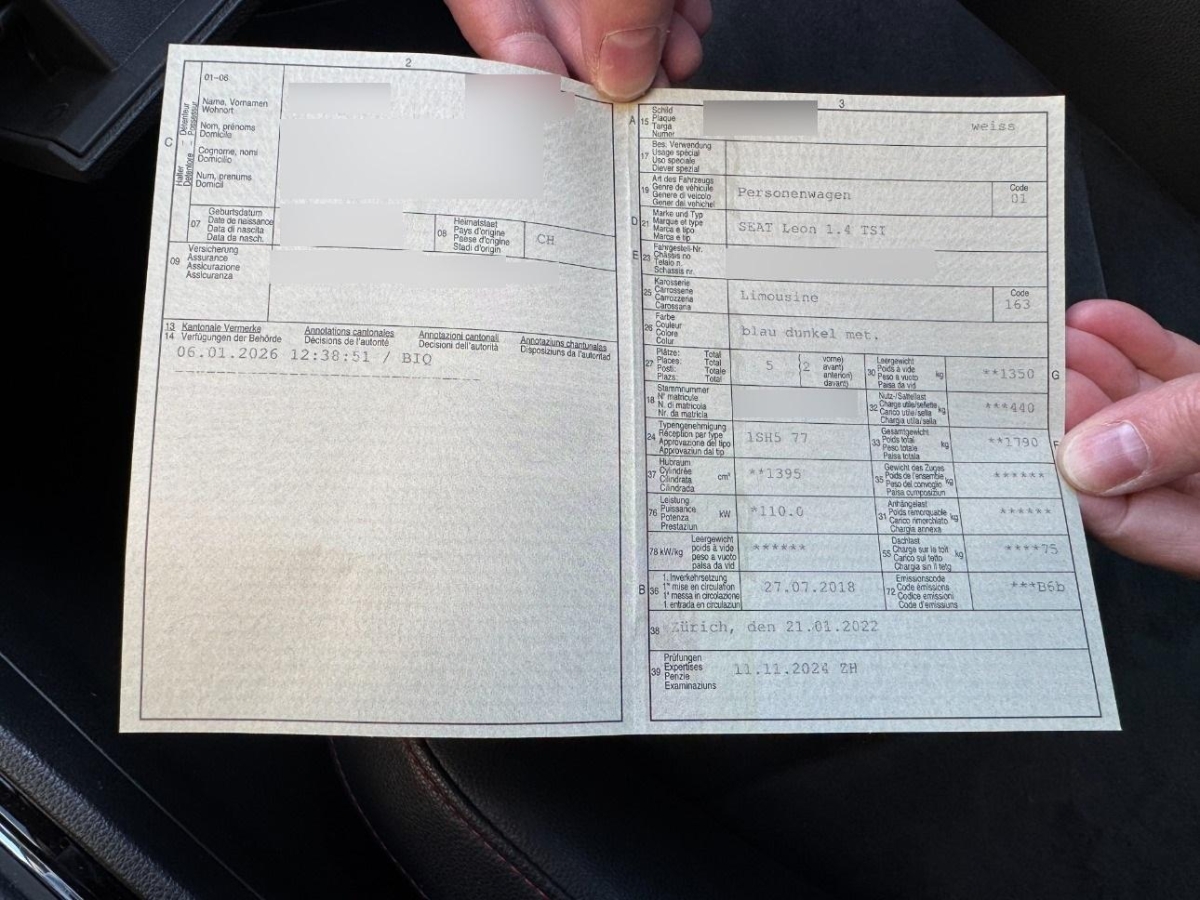 2
01-06
C
Halter - Détenteur
Detentore - Possessur
Name, Vornamen
Wohnort
Nom, prénoms
Domicile
Cognome, nomi
Domicilio
Num, prenums
Domicil
07
Geburtsdatum
Date de naissance
Data di nascita
Data da nasch.
08
Heimatstaat
Pays d'origine
Paese d'origine
Stadi d'origin
CH
09
Versicherung
Assurance
Assicurazione
Assicuranza
13 Kantonale Vermerke Annotations cantonales Annotazioni cantonali Annotaziuns chantunalas
14 Verfügungen der Behörde Décisions de l'autorité Decisioni dell'autorità Disposiziuns da l'autoritad
06.01.2026 12:38:51 / BIQ
3
A 15
Schild
Plaque
Targa
Numer
weiss
17
Bes. Verwendung
Usage spécial
Uso speciale
Diever spezial
19
Art des Fahrzeugs
Genre de véhicule
Genere di veicolo
Gener dal vehichel
Personenwagen
Code
01
D 21
Marke und Typ
Marque et type
Marca e tipo
Marca e tip
SEAT Leon 1.4 TSI
E 23
Fahrgestell-Nr.
Châssis no
Telaio n.
Schassis nr.
25
Karosserie
Carrosserie
Carrozzeria
Carossaria
Limousine
Code
163
26
Farbe
Couleur
Colore
Colur
blau dunkel met.
27
Plätze: Total
Places: Total
Posti: Totale
Plazs: Total
5
(2
vorne)
avant)
anteriori)
davant)
30
Leergewicht
Poids à vide
Peso a vuoto
Paisa da vid
kg
**1350
G
18
Stammnummer
N° matricule
N. di matricola
Nr. da matricla
32
Nutz-/Sattellast
Charge utile/sellette
Carico utile/sella
Chargia utila/sella
kg
***440
24
Typengenehmigung
Réception par type
Approvazione del tipo
Approvaziun dal tip
1SH5 77
33
Gesamtgewicht
Poids total
Peso totale
Paisa totala
kg
**1790
F
37
Hubraum
Cylindrée
Cilindrata
Cilindrada
cm³
**1395
35
Gewicht des Zuges
Poids de l'ensemble
Peso del convoglio
Paisa cumposiziun
kg
******
76
Leistung
Puissance
Potenza
Prestaziun
kW
*110.0
31
Anhängelast
Poids remorquable
Carico rimorchiato
Chargia annexa
kg
******
78 kW/kg
Leergewicht
poids à vide
peso a vuoto
paisa da vid
******
55
Dachlast
Charge sur le toit
Carico sul tetto
Chargia sin il tetg
kg
****75
B 36
1. Inverkehrsetzung
1re mise en circulation
1a messa in circolazione
1. entrada en circulaziun
27.07.2018
72
Emissionscode
Code émissions
Codice emissioni
Code d'emissiuns
***B6b
38
Zürich, den 21.01.2022
39
Prüfungen
Expertises
Perizie
Examinaziuns
11.11.2024 ZH